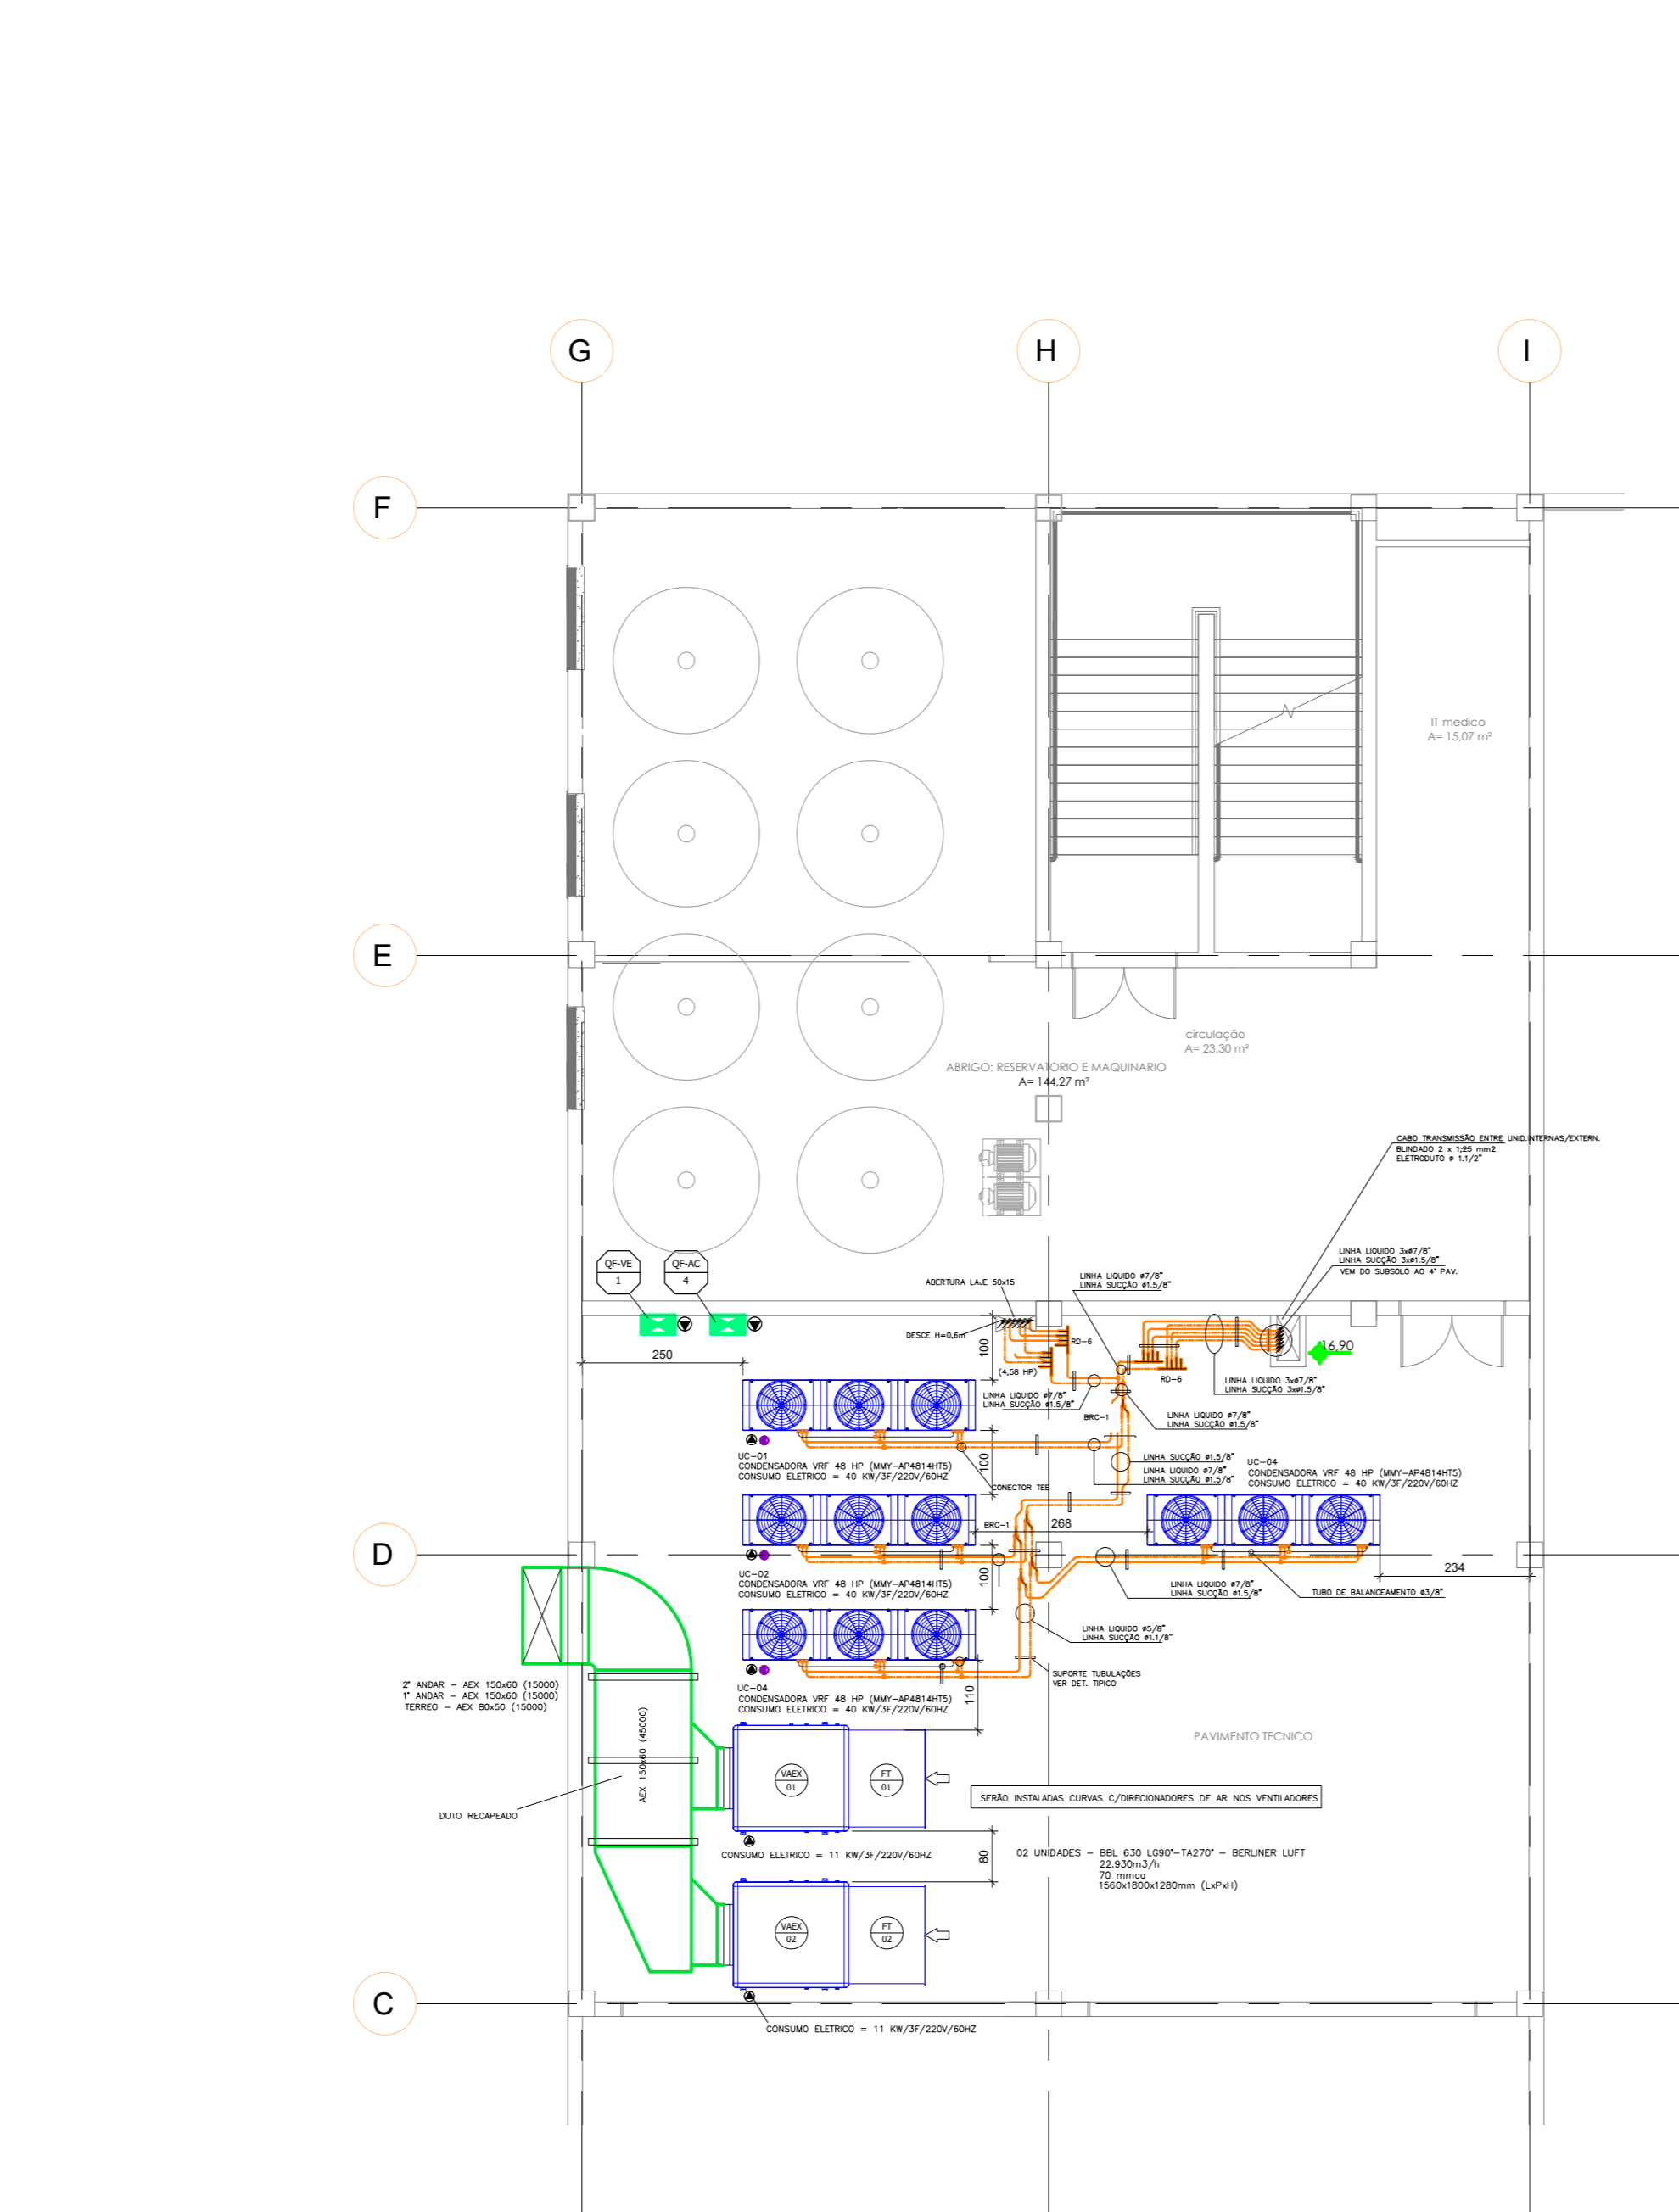 G
H
I
F
IT-medico
A= 15,07 m²
E
circulação
A= 23,30 m²
ABRIGO: RESERVATORIO E MAQUINARIO
A= 144,27 m²
CABO TRANSMISSÃO ENTRE UNID.INTERNAS/EXTERN.
BLINDADO 2 x 1,25 mm2
ELETRODUTO ø 1.1/2"
QF-VE
1
QF-AC
4
LINHA LIQUIDO 3xø7/8"
LINHA SUCÇÃO 3xø1.5/8"
VEM DO SUBSOLO AO 4° PAV.
LINHA LIQUIDO ø7/8"
LINHA SUCÇÃO ø1.5/8"
ABERTURA LAJE 50x15
DESCE H=0,6m
RD-6
16,90
250
100
(4,58 HP)
RD-6
LINHA LIQUIDO 3xø7/8"
LINHA SUCÇÃO 3xø1.5/8"
LINHA LIQUIDO ø7/8"
LINHA SUCÇÃO ø1.5/8"
BRC-1
LINHA LIQUIDO ø7/8"
LINHA SUCÇÃO ø1.5/8"
UC-01
CONDENSADORA VRF 48 HP (MMY-AP4814HT5)
CONSUMO ELETRICO = 40 KW/3F/220V/60HZ
100
LINHA SUCÇÃO ø1.5/8"
LINHA LIQUIDO ø7/8"
LINHA SUCÇÃO ø1.5/8"
UC-04
CONDENSADORA VRF 48 HP (MMY-AP4814HT5)
CONSUMO ELETRICO = 40 KW/3F/220V/60HZ
CONECTOR TEE
BRC-1
268
D
234
UC-02
CONDENSADORA VRF 48 HP (MMY-AP4814HT5)
CONSUMO ELETRICO = 40 KW/3F/220V/60HZ
100
LINHA LIQUIDO ø7/8"
LINHA SUCÇÃO ø1.5/8"
TUBO DE BALANCEAMENTO ø3/8"
LINHA LIQUIDO ø5/8"
LINHA SUCÇÃO ø1.1/8"
SUPORTE TUBULAÇÕES
VER DET. TIPICO
2° ANDAR – AEX 150x60 (15000)
1° ANDAR – AEX 150x60 (15000)
TERREO – AEX 80x50 (15000)
UC-04
CONDENSADORA VRF 48 HP (MMY-AP4814HT5)
CONSUMO ELETRICO = 40 KW/3F/220V/60HZ
110
PAVIMENTO TECNICO
AEX 150x60 (45000)
VAEX
01
FT
01
SERÃO INSTALADAS CURVAS C/DIRECIONADORES DE AR NOS VENTILADORES
DUTO RECAPEADO
CONSUMO ELETRICO = 11 KW/3F/220V/60HZ
80
02 UNIDADES – BBL 630 LG90°–TA270° – BERLINER LUFT
22.930m3/h
70 mmca
1560x1800x1280mm (LxPxH)
VAEX
02
FT
02
C
CONSUMO ELETRICO = 11 KW/3F/220V/60HZ